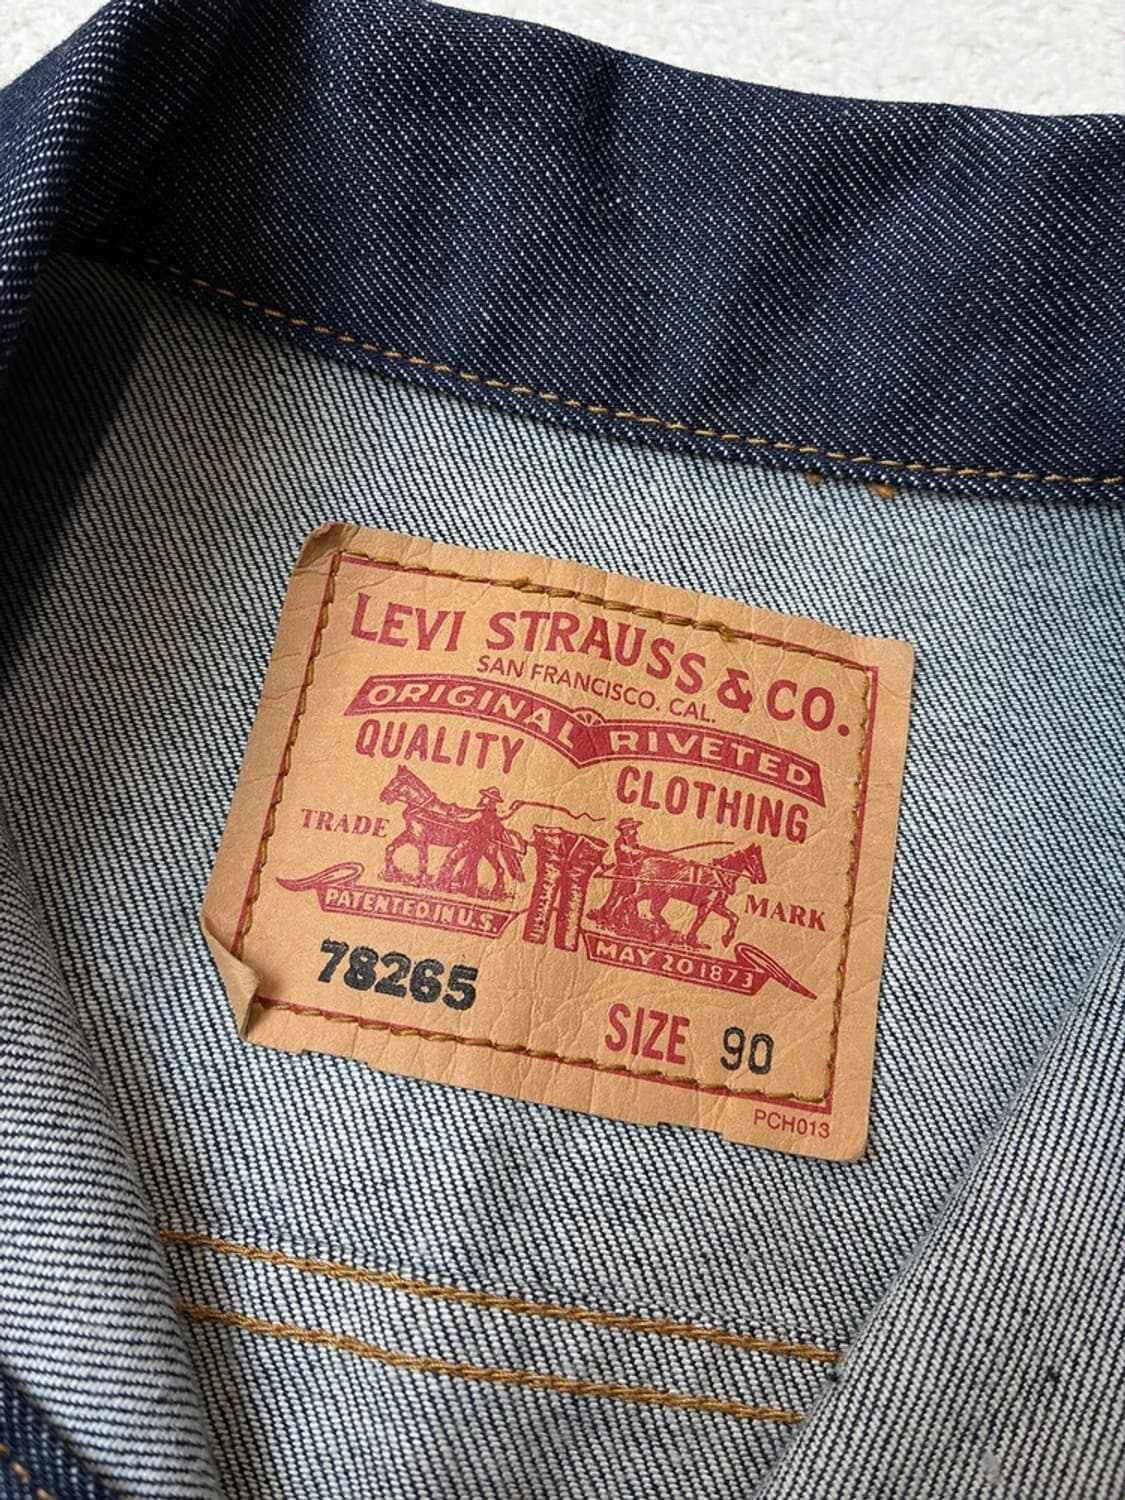 LEVI STRAUSS & CO.
SAN FRANCISCO. CAL.
ORIGINAL RIVETED
QUALITY CLOTHING
TRADE MARK
PATENTED IN U.S.
MAY 20 1873
78265
SIZE 90
PCH013